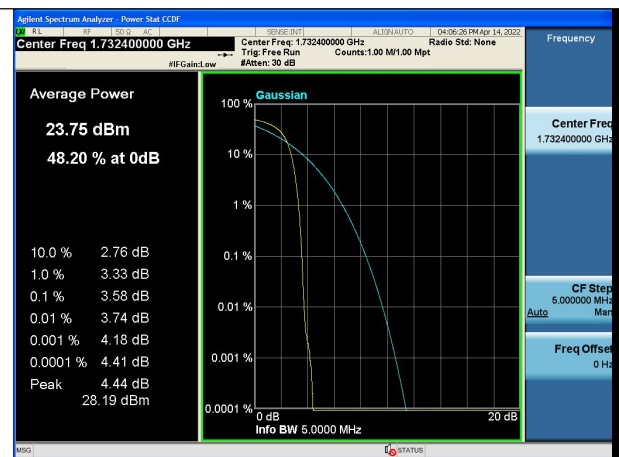 Agilent Spectrum Analyzer - Power Stat CCDF
RL RF 50 Ω AC SENSE:INT ALIGNAUTO 04:06:26 PM Apr 14, 2022
Center Freq 1.732400000 GHz
Center Freq: 1.732400000 GHz Radio Std: None
Trig: Free Run Counts:1.00 M/1.00 Mpt
#IFGain:Low #Atten: 30 dB
Frequency
Average Power
23.75 dBm
48.20 % at 0dB
10.0 % 2.76 dB
1.0 % 3.33 dB
0.1 % 3.58 dB
0.01 % 3.74 dB
0.001 % 4.18 dB
0.0001 % 4.41 dB
Peak 4.44 dB
28.19 dBm
Gaussian
100 %
10 %
1 %
0.1 %
0.01 %
0.001 %
0.0001 %
0 dB 20 dB
Info BW 5.0000 MHz
Center Freq
1.732400000 GHz
CF Step
5.000000 MHz
Auto Man
Freq Offset
0 Hz
MSG STATUS